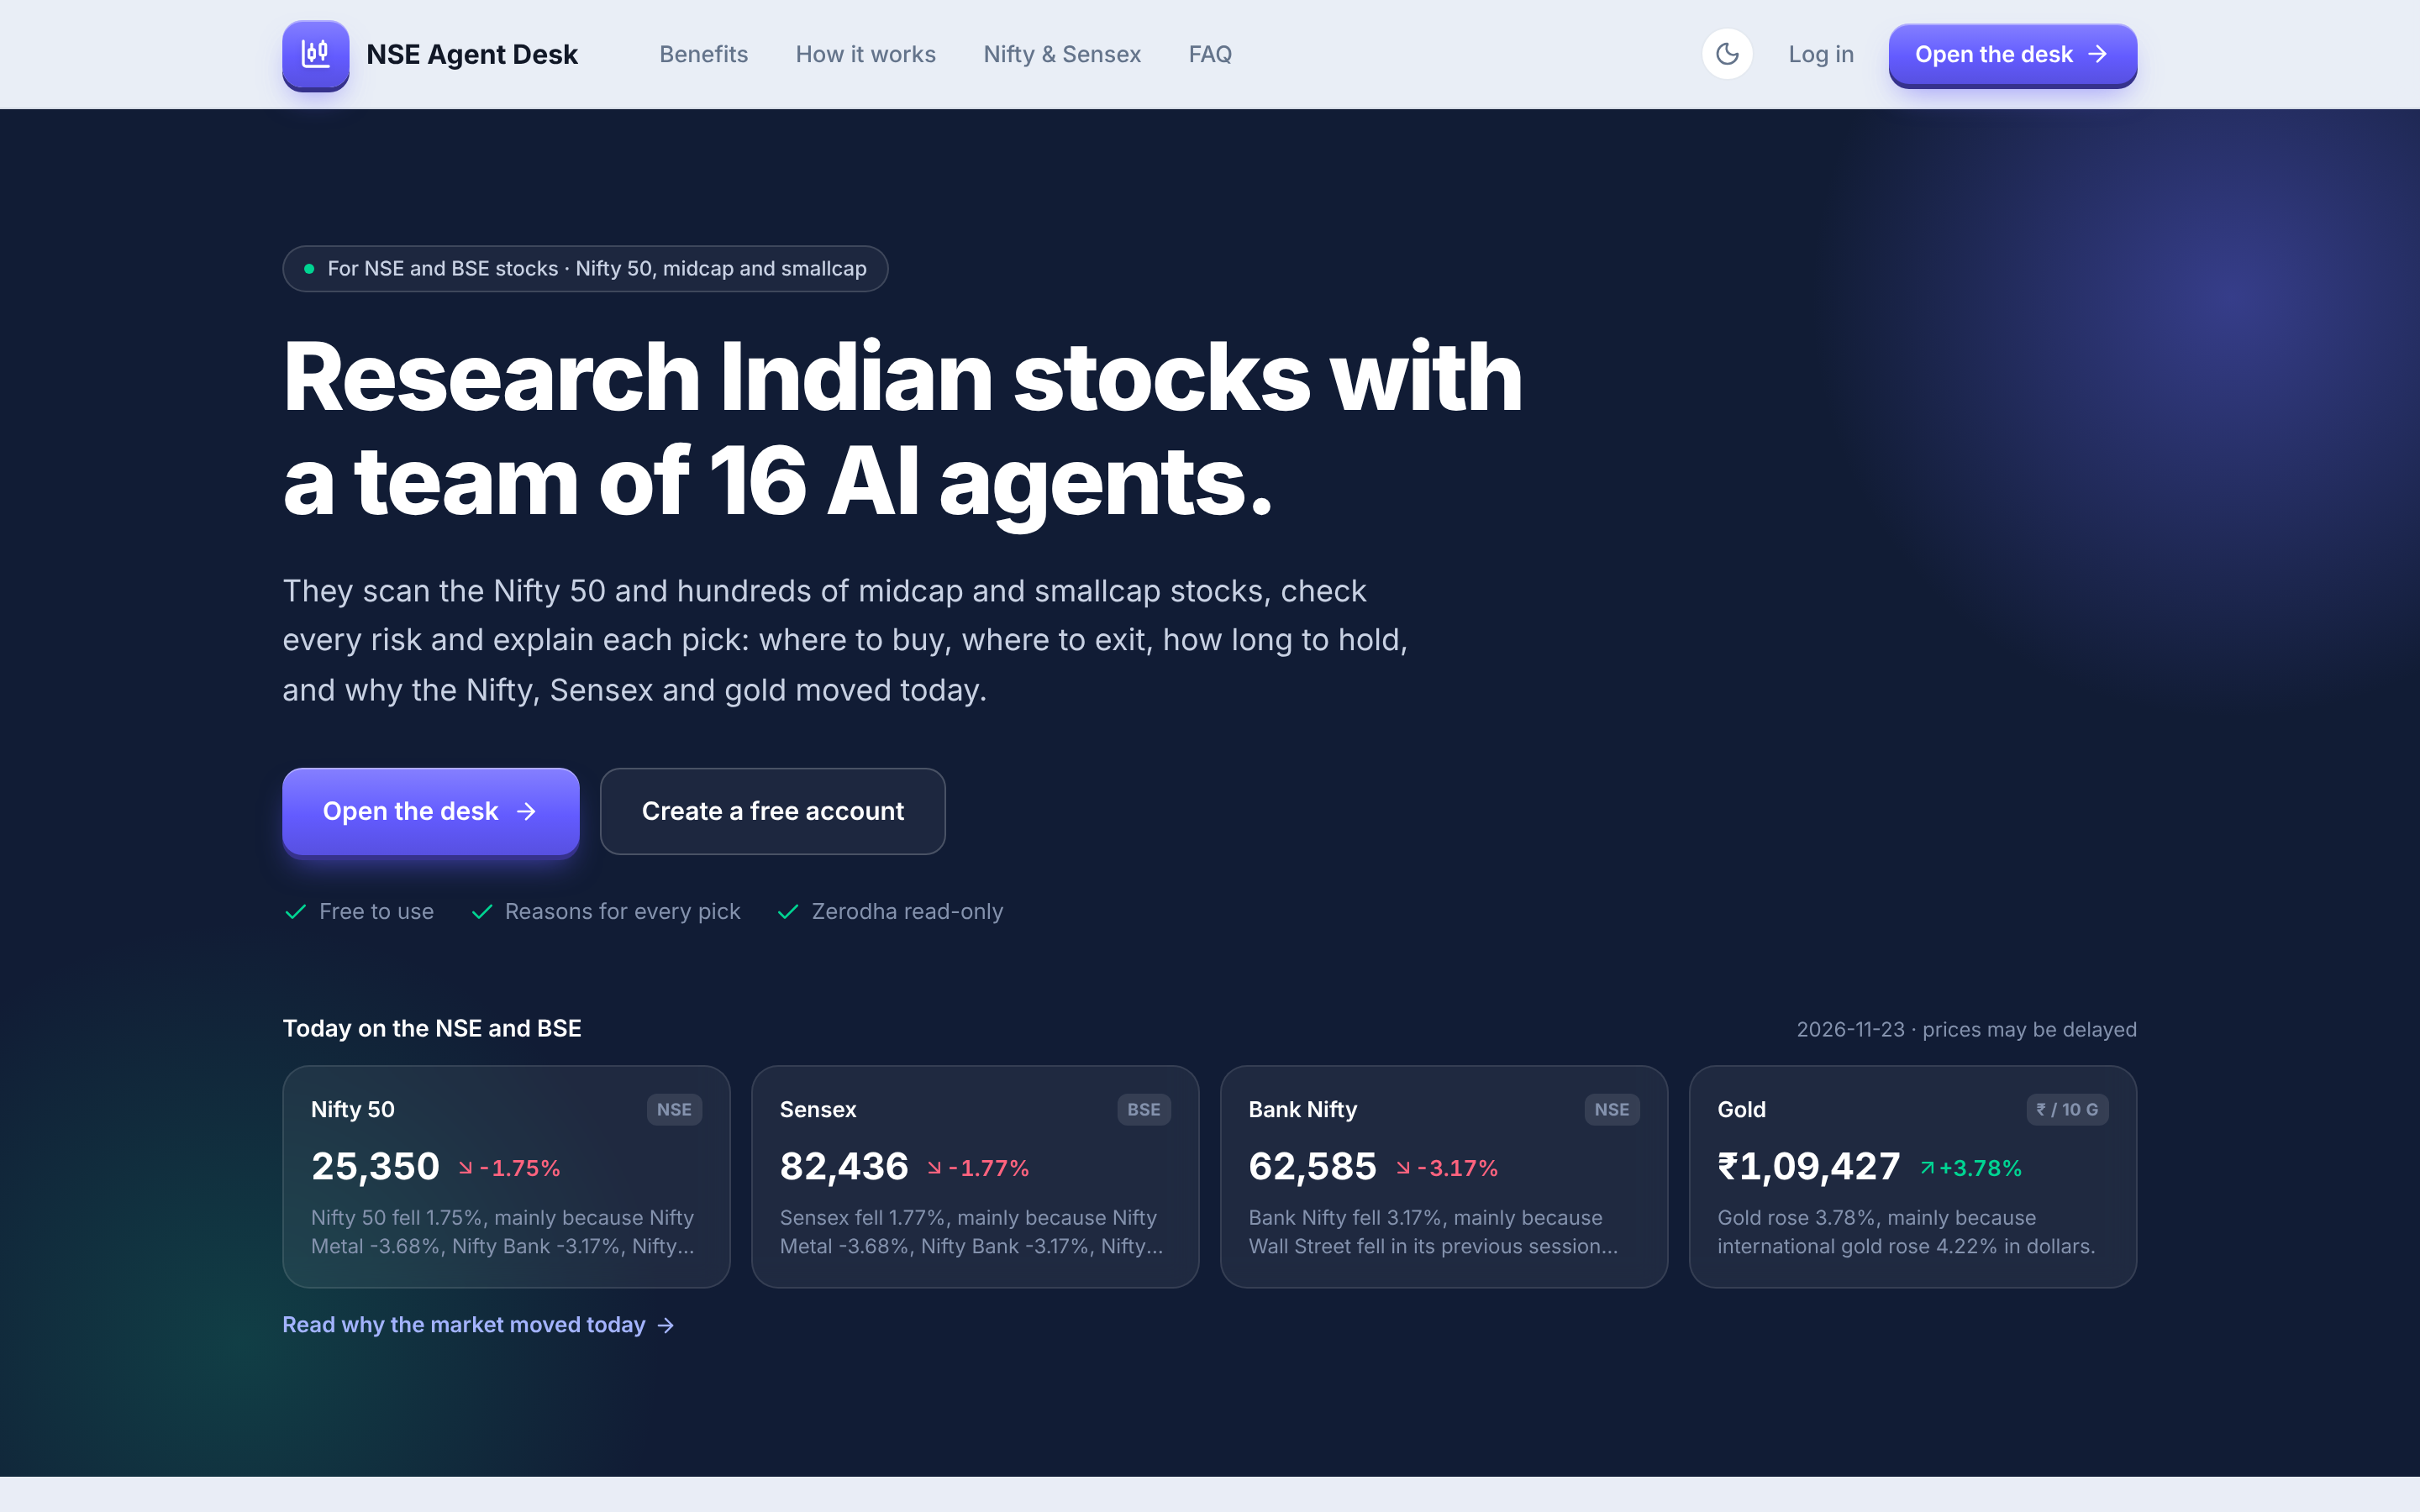 NSE Agent Desk
Benefits
How it works
Nifty & Sensex
FAQ
Log in
Open the desk →
For NSE and BSE stocks · Nifty 50, midcap and smallcap
Research Indian stocks with
a team of 16 AI agents.
They scan the Nifty 50 and hundreds of midcap and smallcap stocks, check
every risk and explain each pick: where to buy, where to exit, how long to hold,
and why the Nifty, Sensex and gold moved today.
Open the desk →
Create a free account
Free to use
Reasons for every pick
Zerodha read-only
Today on the NSE and BSE
2026-11-23 · prices may be delayed
Nifty 50
NSE
25,350 ↘ -1.75%
Nifty 50 fell 1.75%, mainly because Nifty
Metal -3.68%, Nifty Bank -3.17%, Nifty...
Sensex
BSE
82,436 ↘ -1.77%
Sensex fell 1.77%, mainly because Nifty
Metal -3.68%, Nifty Bank -3.17%, Nifty...
Bank Nifty
NSE
62,585 ↘ -3.17%
Bank Nifty fell 3.17%, mainly because
Wall Street fell in its previous session...
Gold
₹ / 10 G
₹1,09,427 ↗ +3.78%
Gold rose 3.78%, mainly because
international gold rose 4.22% in dollars.
Read why the market moved today →